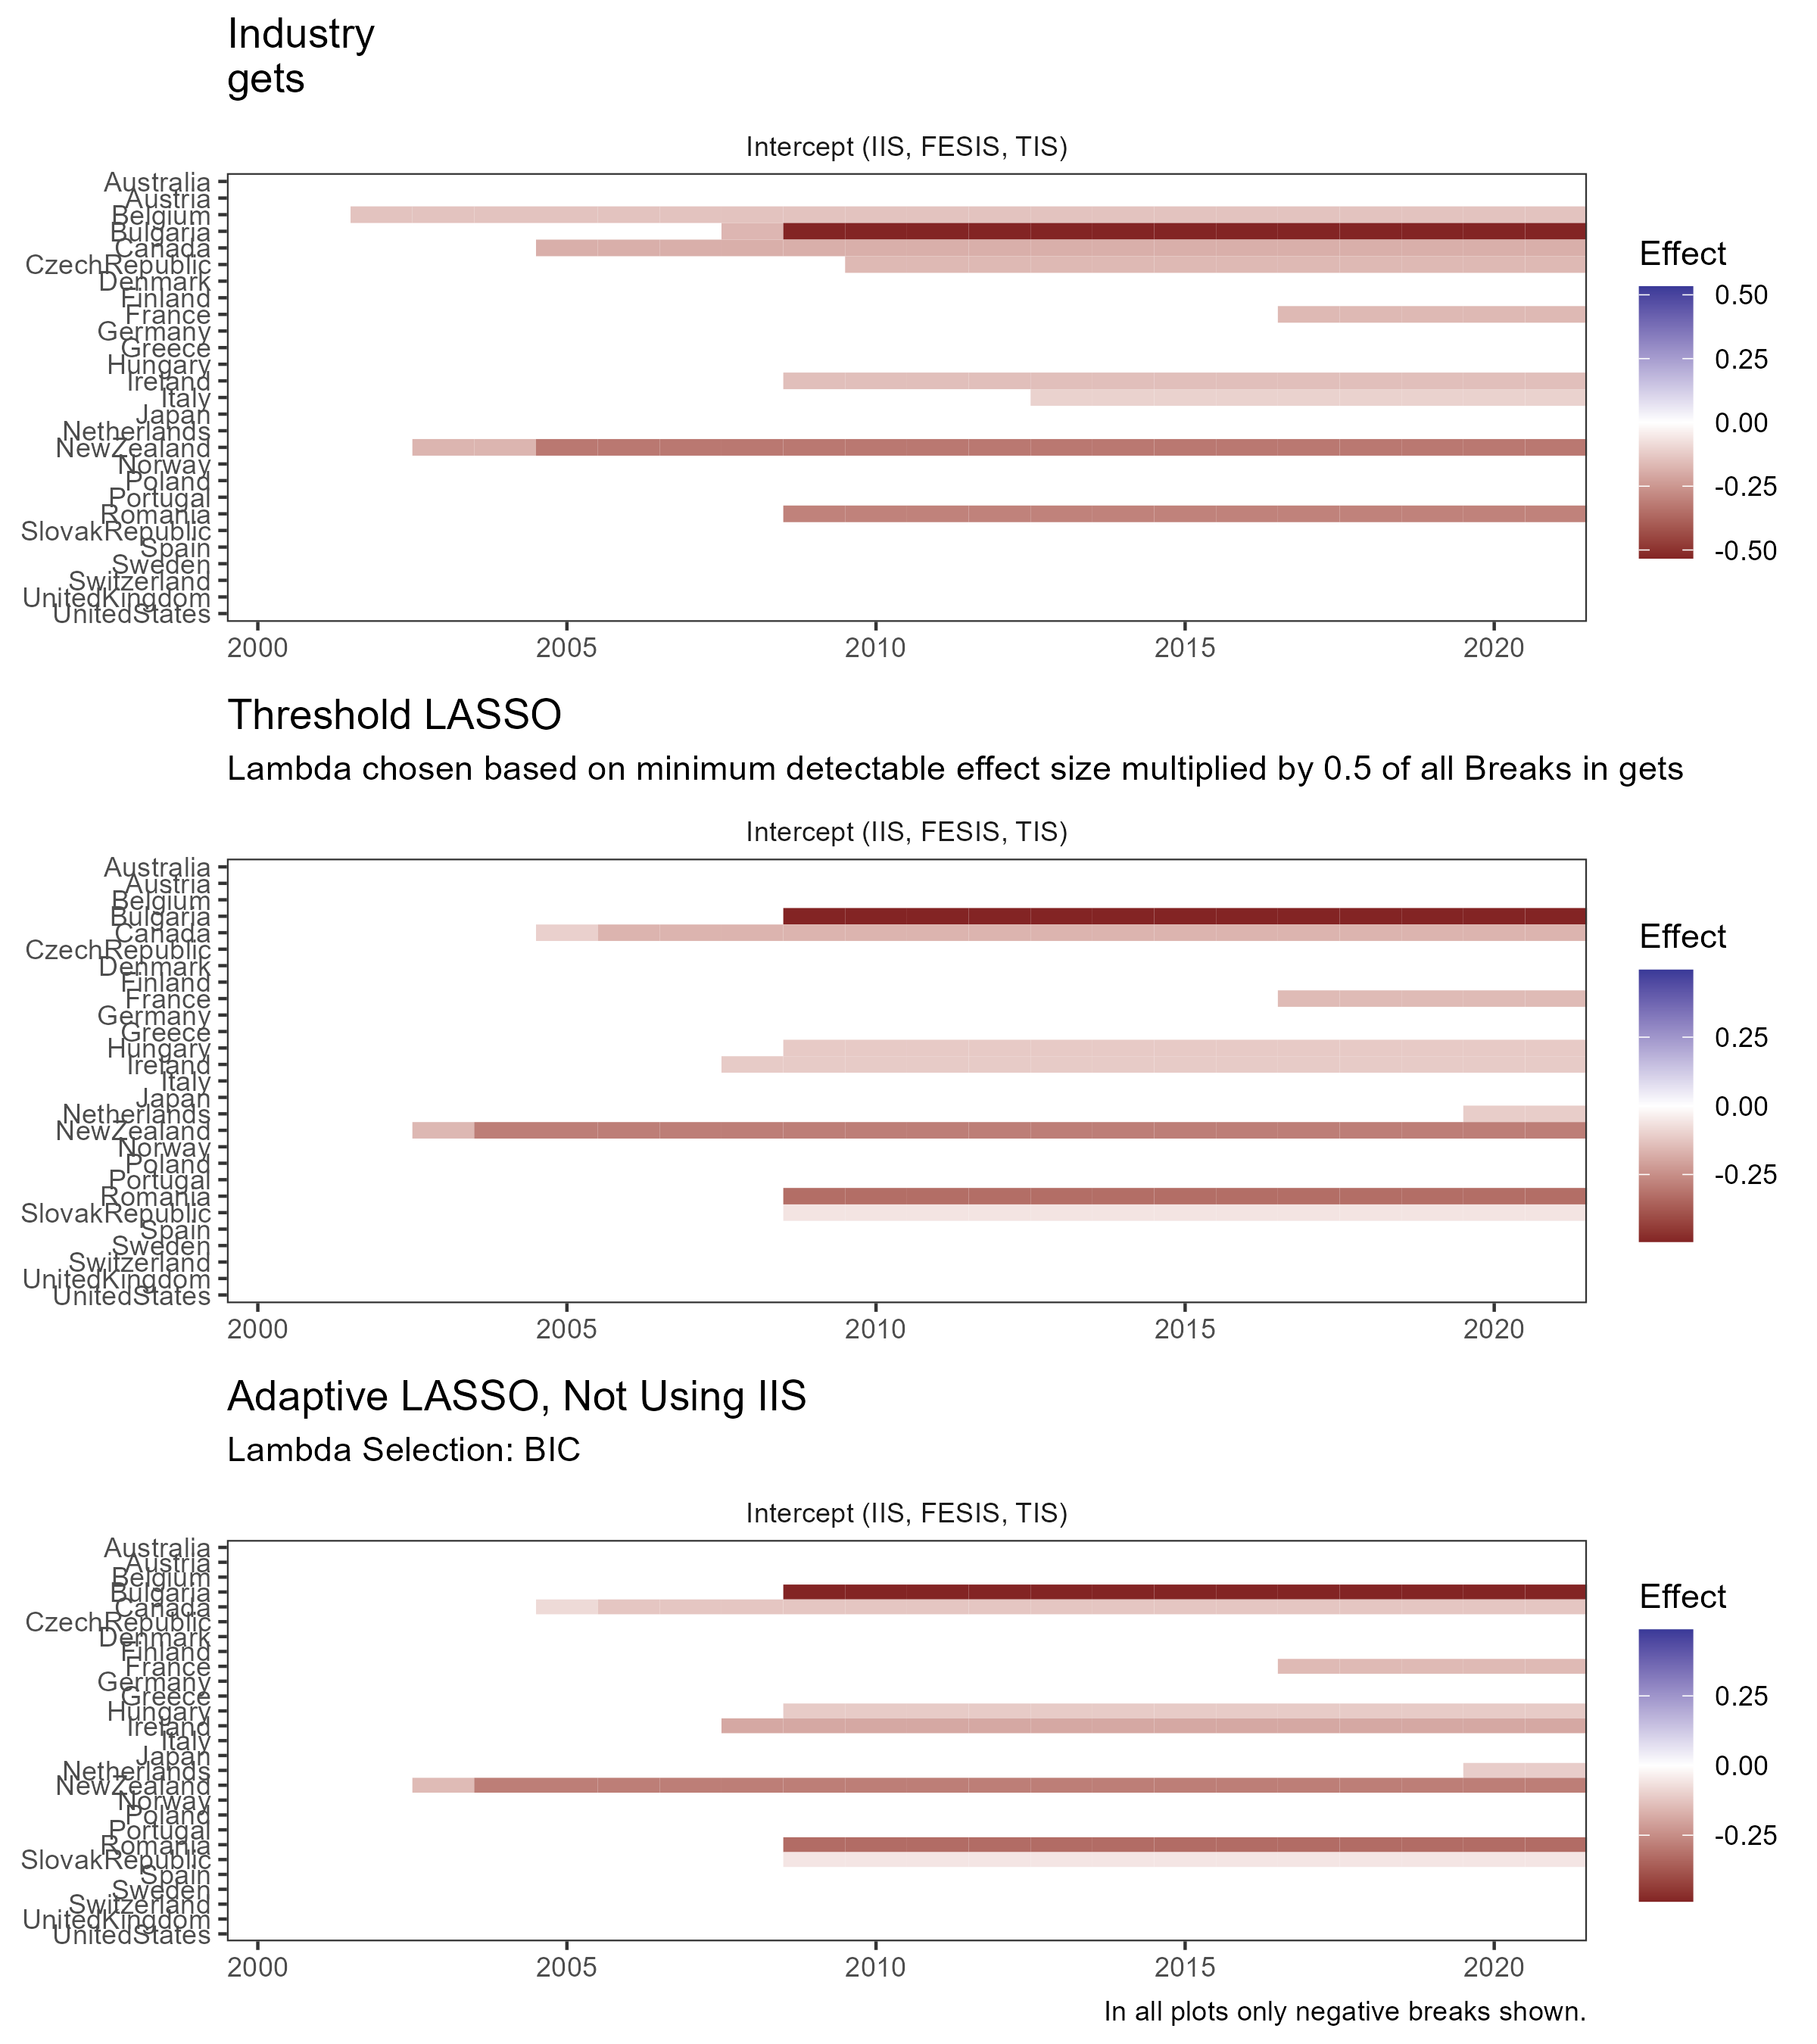 Industry
gets
Intercept (IIS, FESIS, TIS)
Australia
Austria
Belgium
Bulgaria
Canada
CzechRepublic
Denmark
Finland
France
Germany
Greece
Hungary
Ireland
Italy
Japan
Netherlands
NewZealand
Norway
Poland
Portugal
Romania
SlovakRepublic
Spain
Sweden
Switzerland
UnitedKingdom
UnitedStates
2000 2005 2010 2015 2020
Effect
0.50
0.25
0.00
-0.25
-0.50
Threshold LASSO
Lambda chosen based on minimum detectable effect size multiplied by 0.5 of all Breaks in gets
Intercept (IIS, FESIS, TIS)
Australia
Austria
Belgium
Bulgaria
Canada
CzechRepublic
Denmark
Finland
France
Germany
Greece
Hungary
Ireland
Italy
Japan
Netherlands
NewZealand
Norway
Poland
Portugal
Romania
SlovakRepublic
Spain
Sweden
Switzerland
UnitedKingdom
UnitedStates
2000 2005 2010 2015 2020
Effect
0.25
0.00
-0.25
Adaptive LASSO, Not Using IIS
Lambda Selection: BIC
Intercept (IIS, FESIS, TIS)
Australia
Austria
Belgium
Bulgaria
Canada
CzechRepublic
Denmark
Finland
France
Germany
Greece
Hungary
Ireland
Italy
Japan
Netherlands
NewZealand
Norway
Poland
Portugal
Romania
SlovakRepublic
Spain
Sweden
Switzerland
UnitedKingdom
UnitedStates
2000 2005 2010 2015 2020
Effect
0.25
0.00
-0.25
In all plots only negative breaks shown.